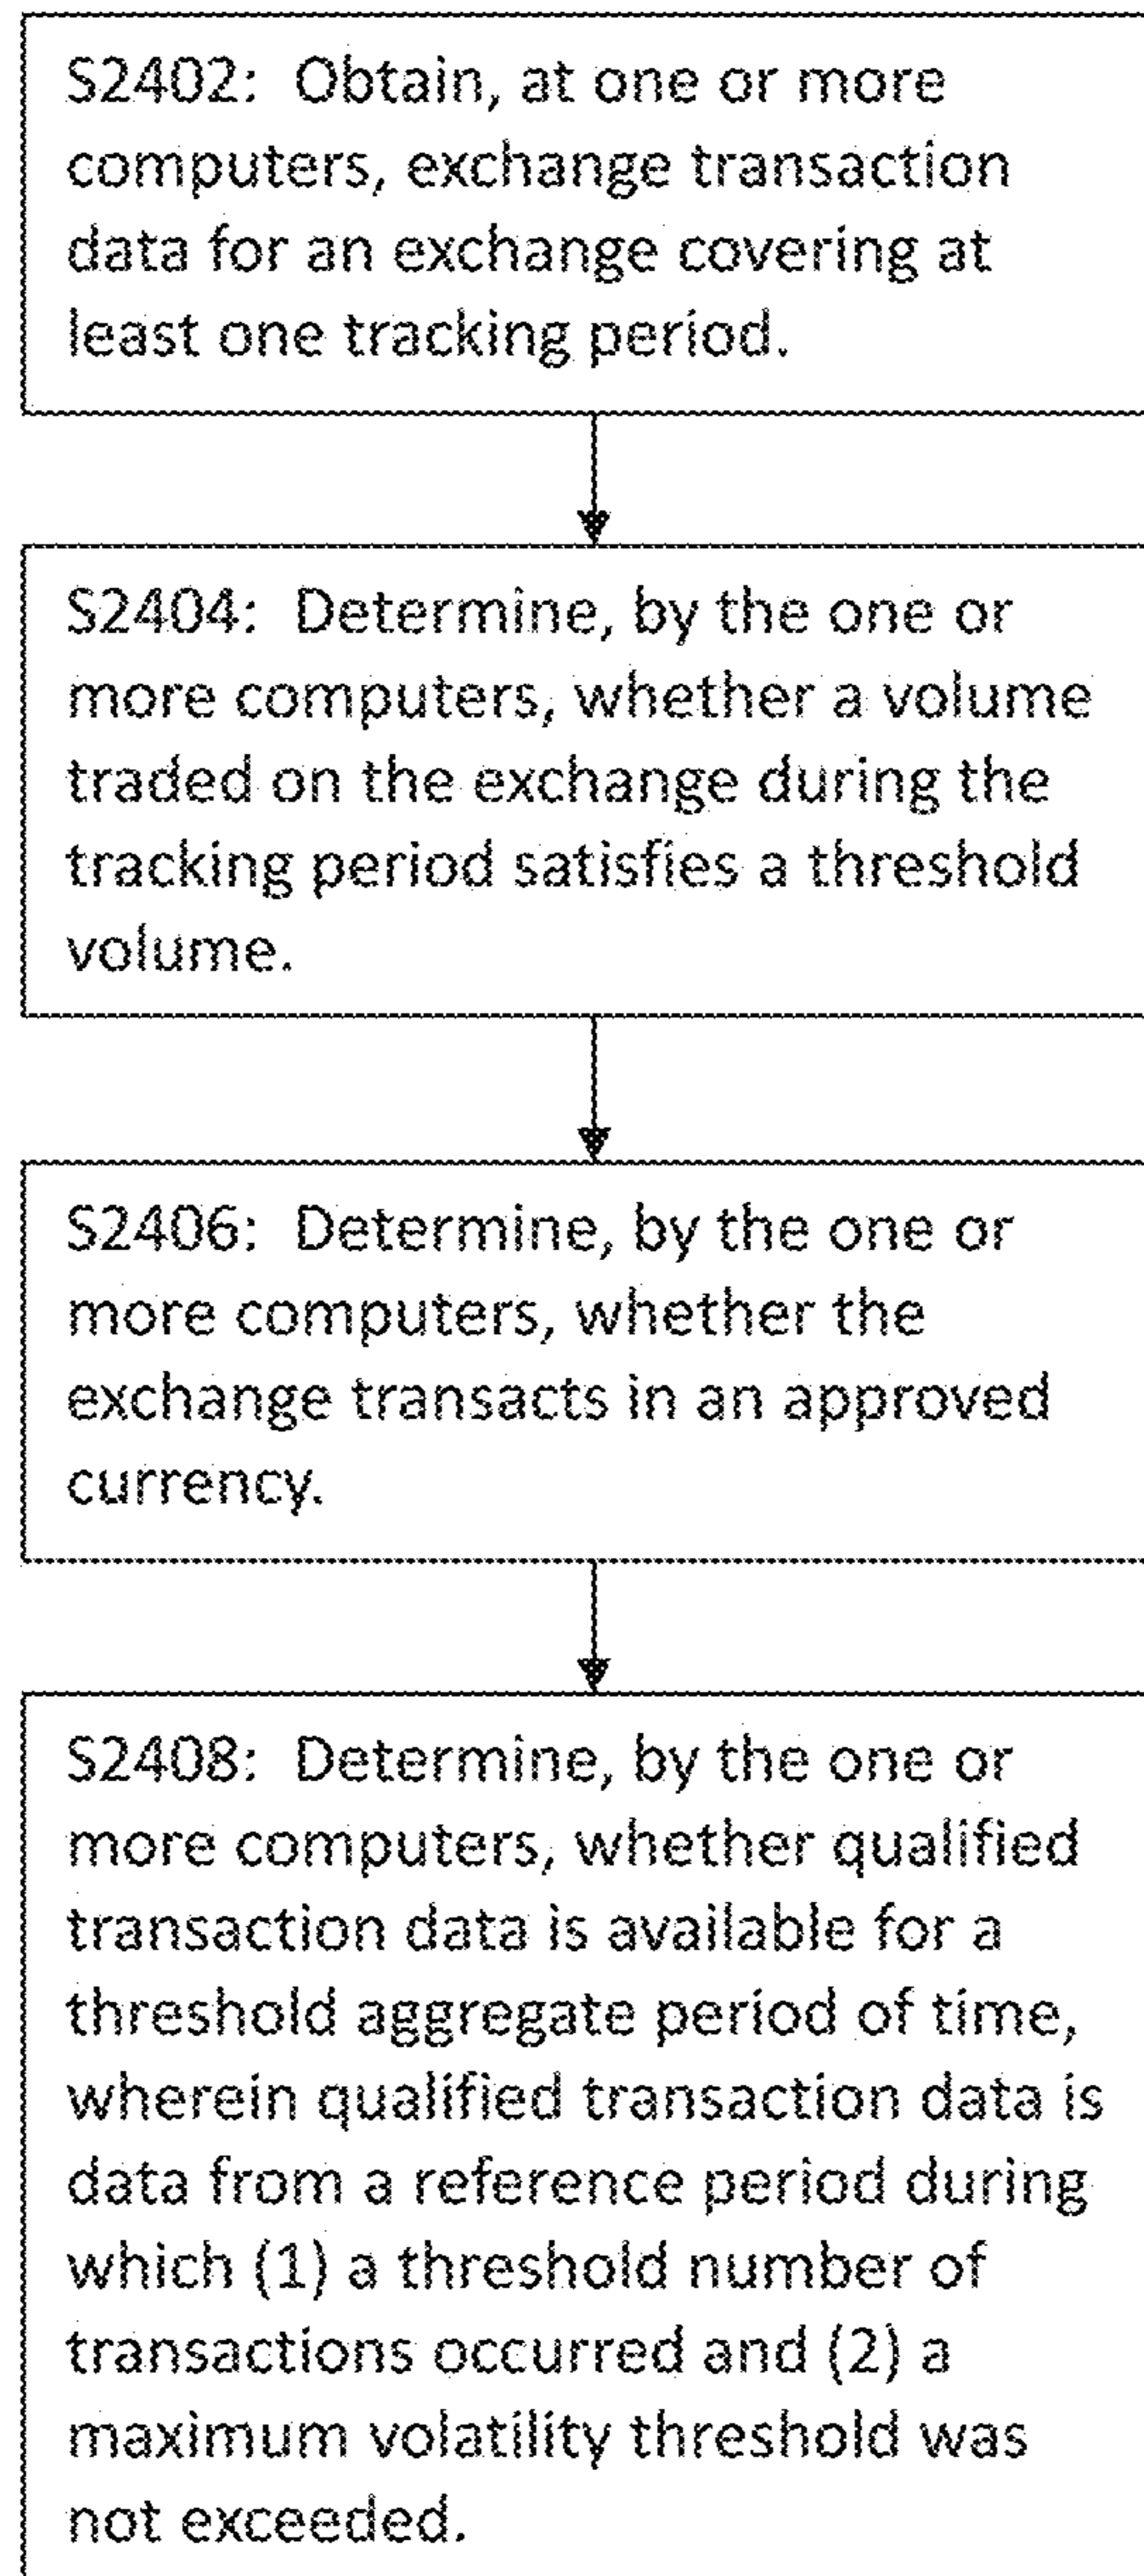 S2402: Obtain, at one or more
computers, exchange transaction
data for an exchange covering at
least one tracking period.
S2404: Determine, by the one or
more computers, whether a volume
traded on the exchange during the
tracking period satisfies a threshold
volume.
S2406: Determine, by the one or
more computers, whether the
exchange transacts in an approved
currency.
S2408: Determine, by the one or
more computers, whether qualified
transaction data is available for a
threshold aggregate period of time,
wherein qualified transaction data is
data from a reference period during
which (1) a threshold number of
transactions occurred and (2) a
maximum volatility threshold was
not exceeded.